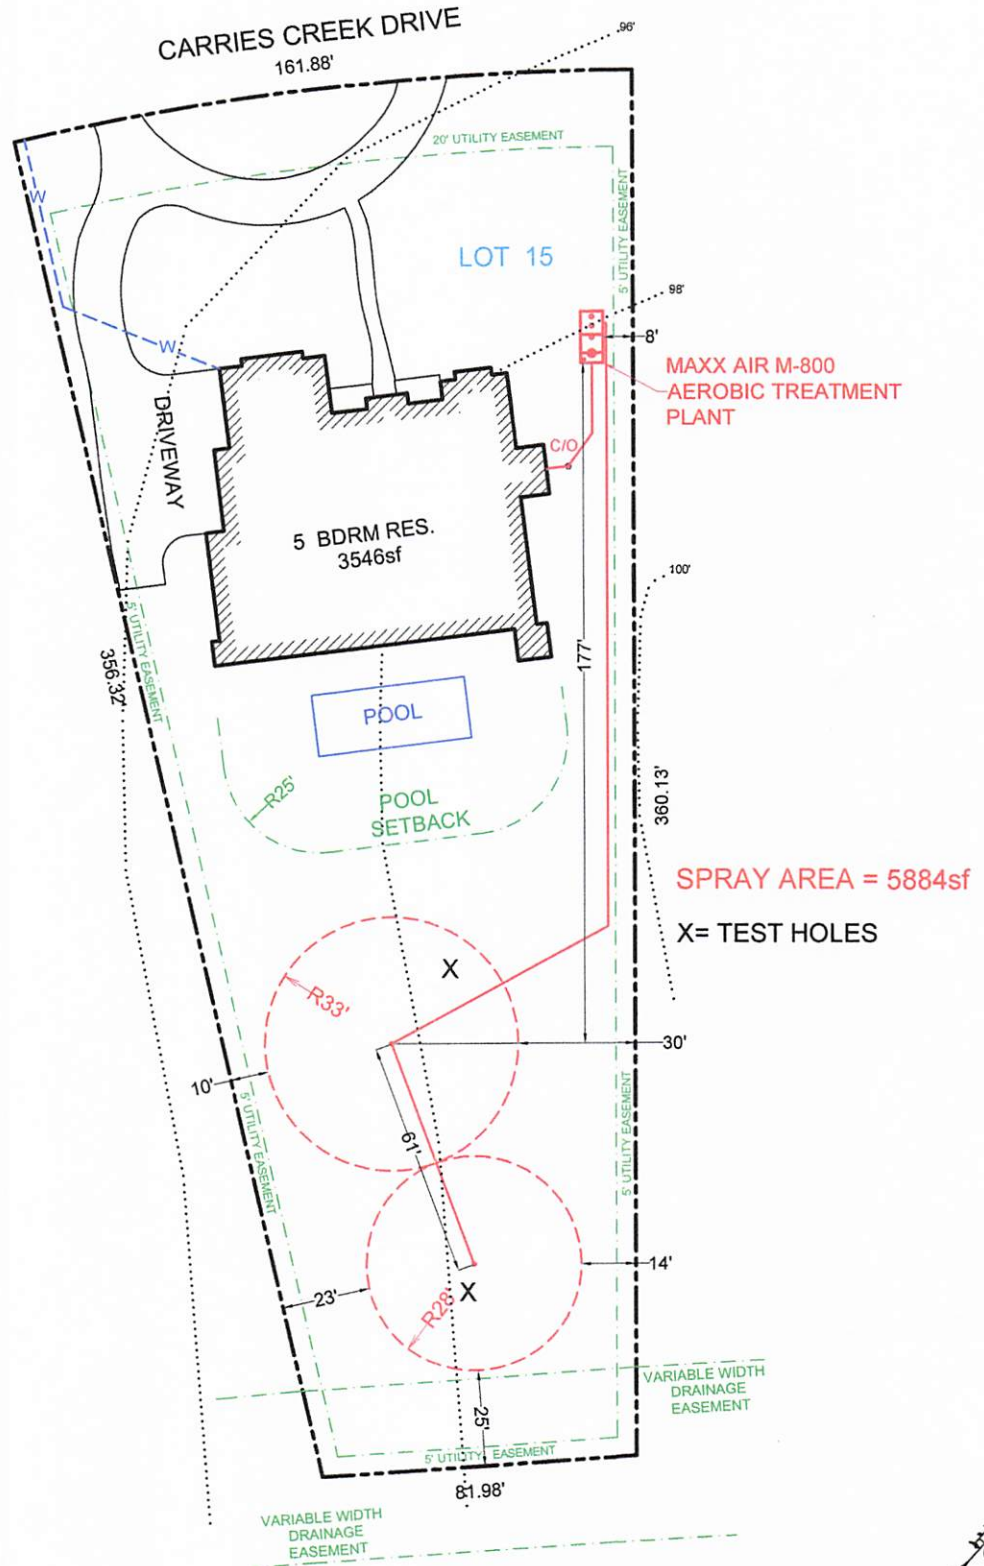 CARRIES CREEK DRIVE
161.88'
96'
20' UTILITY EASEMENT
5' UTILITY EASEMENT
W
LOT 15
98'
W
8'
MAXX AIR M-800
AEROBIC TREATMENT
PLANT
DRIVEWAY
C/O
5 BDRM RES.
3546sf
100'
5' UTILITY EASEMENT
356.32'
177'
POOL
R25'
POOL
SETBACK
360.13'
SPRAY AREA = 5884sf
X= TEST HOLES
X
R33'
30'
10'
5' UTILITY EASEMENT
61'
5' UTILITY EASEMENT
14'
23'
X
R28'
VARIABLE WIDTH
DRAINAGE
EASEMENT
25'
5' UTILITY EASEMENT
81.98'
VARIABLE WIDTH
DRAINAGE
EASEMENT